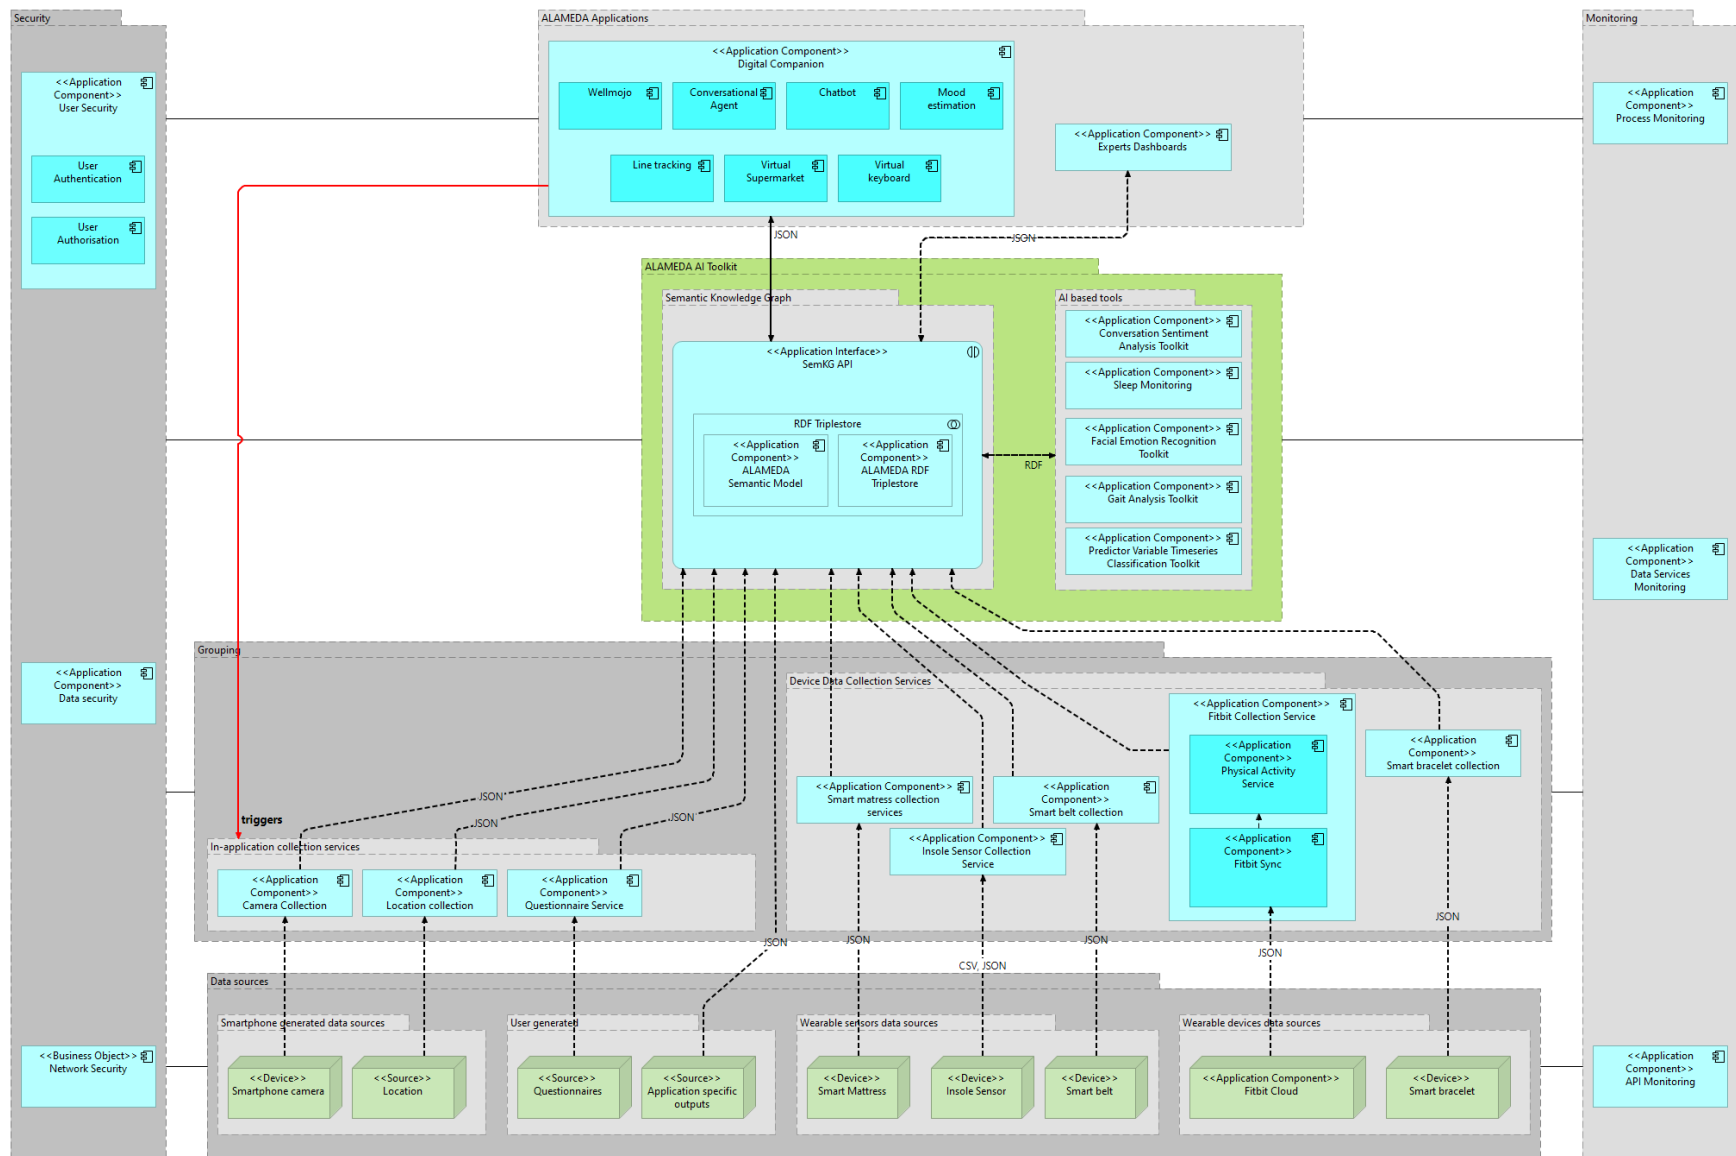 Security
<<Application
Component>>
User Security
User
Authentication
User
Authorisation
<<Application
Component>>
Data security
<<Business Object>>
Network Security
ALAMEDA Applications
<<Application Component>>
Digital Companion
Wellmojo
Conversational
Agent
Chatbot
Mood
estimation
Line tracking
Virtual
Supermarket
Virtual
keyboard
<<Application Component>>
Experts Dashboards
JSON
JSON
ALAMEDA AI Toolkit
Semantic Knowledge Graph
<<Application Interface>>
SemKG API
RDF Triplestore
<<Application
Component>>
ALAMEDA
Semantic Model
<<Application
Component>>
ALAMEDA RDF
Triplestore
RDF
AI based tools
<<Application Component>>
Conversation Sentiment
Analysis Toolkit
<<Application Component>>
Sleep Monitoring
<<Application Component>>
Facial Emotion Recognition
Toolkit
<<Application Component>>
Gait Analysis Toolkit
<<Application Component>>
Predictor Variable Timeseries
Classification Toolkit
Monitoring
<<Application
Component>>
Process Monitoring
<<Application
Component>>
Data Services
Monitoring
<<Application
Component>>
API Monitoring
Grouping
triggers
JSON
JSON
JSON
In-application collection services
<<Application
Component>>
Camera Collection
<<Application
Component>>
Location collection
<<Application
Component>>
Questionnaire Service
Device Data Collection Services
<<Application Component>>
Smart matress collection
services
<<Application Component>>
Insole Sensor Collection
Service
<<Application
Component>>
Smart belt collection
<<Application Component>>
Fitbit Collection Service
<<Application
Component>>
Physical Activity
Service
<<Application
Component>>
Fitbit Sync
<<Application
Component>>
Smart bracelet collection
JSON
JSON
CSV, JSON
JSON
JSON
JSON
Data sources
Smartphone generated data sources
<<Device>>
Smartphone camera
<<Source>>
Location
User generated
<<Source>>
Questionnaires
<<Source>>
Application specific
outputs
Wearable sensors data sources
<<Device>>
Smart Mattress
<<Device>>
Insole Sensor
<<Device>>
Smart belt
Wearable devices data sources
<<Application Component>>
Fitbit Cloud
<<Device>>
Smart bracelet